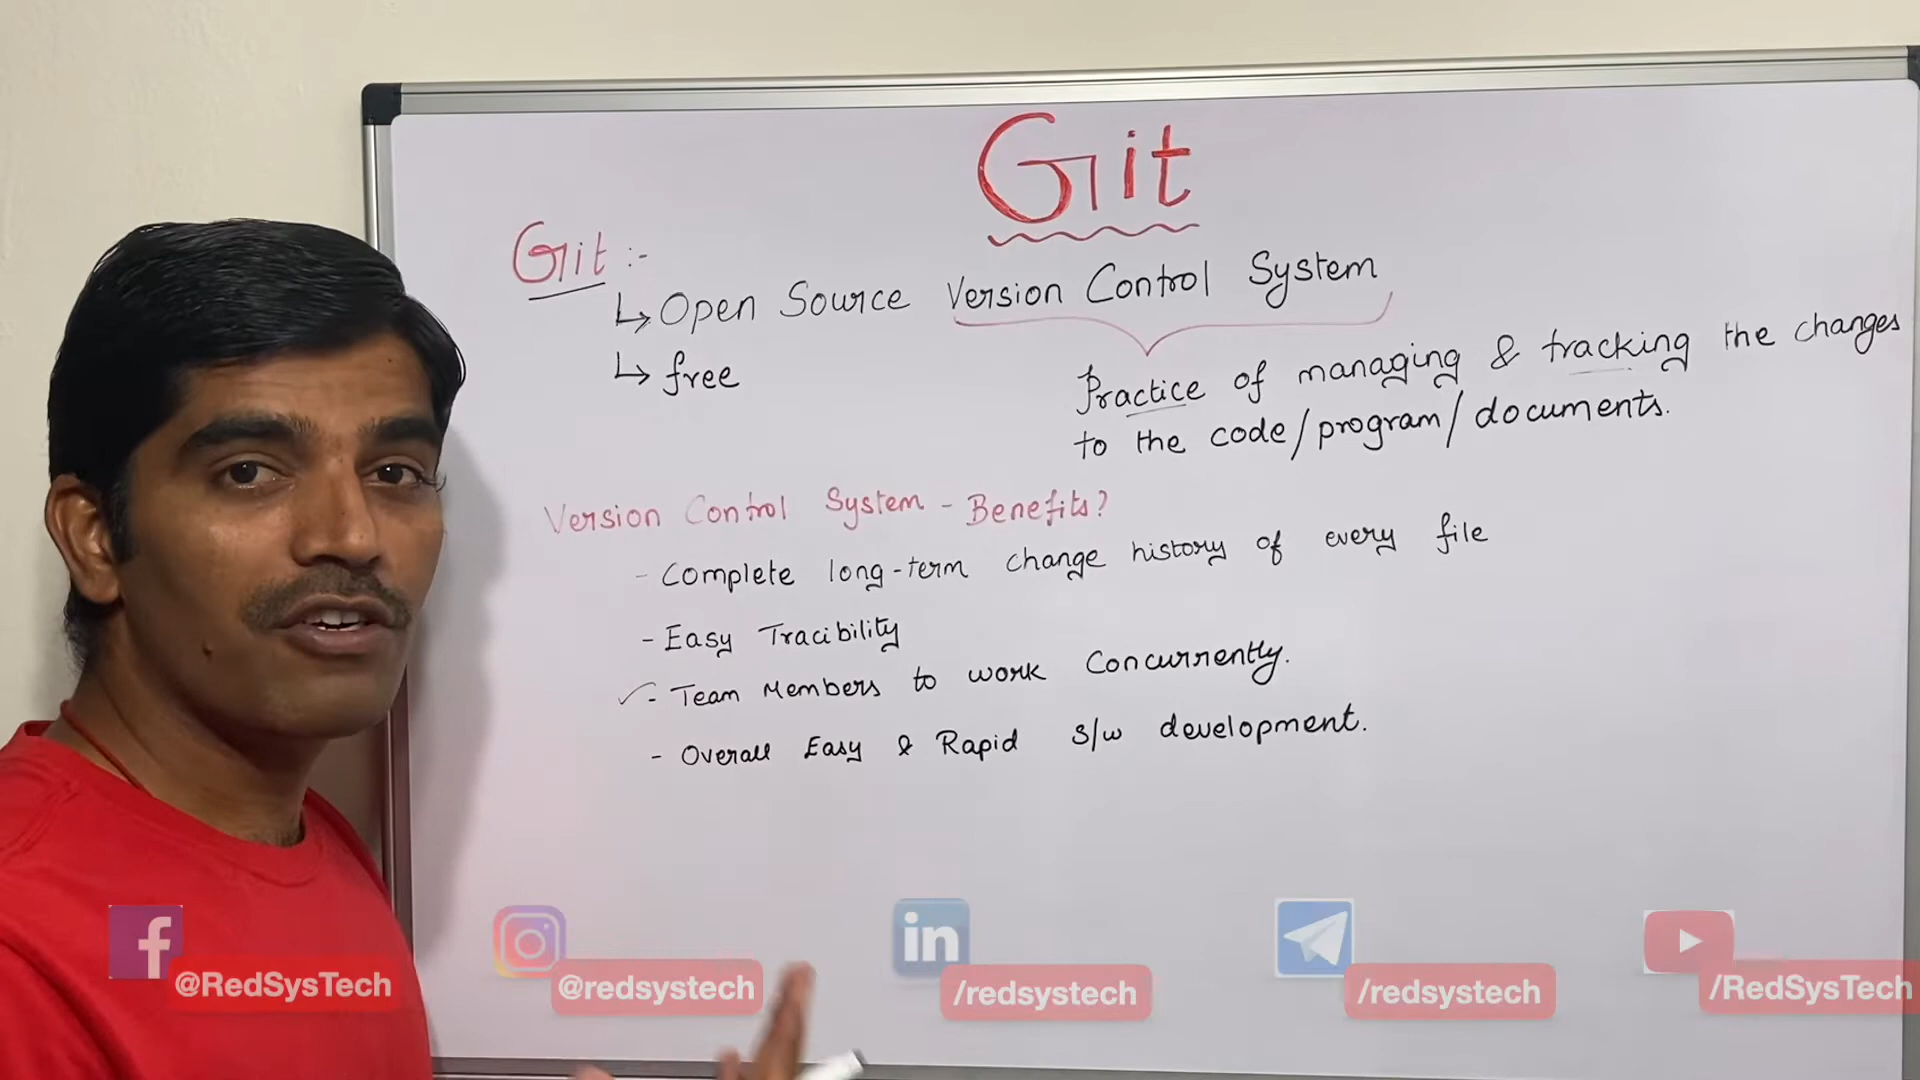 Git
Git :-
↳ Open Source Version Control System
↳ free
Practice of managing & tracking the changes
to the code/program/documents.
Version Control System - Benefits?
- Complete long-term change history of every file
- Easy Tracibility
✓ - Team Members to work Concurrently.
- Overall Easy & Rapid s/w development.
f
@RedSysTech
@redsystech
in
/redsystech
/redsystech
/RedSysTech